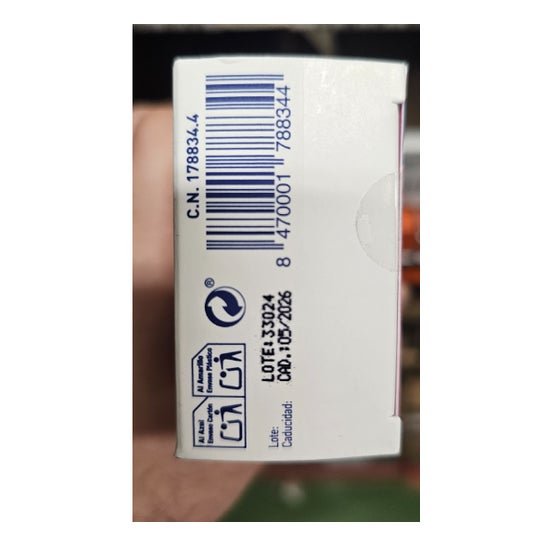 C.N. 178834.4
8 470001 788344
®
Al Azul
Envase Cartón
Al Amarillo
Envase Plástico
LOTE: 33024
CAD.: 05/2026
Lote:
Caducidad: